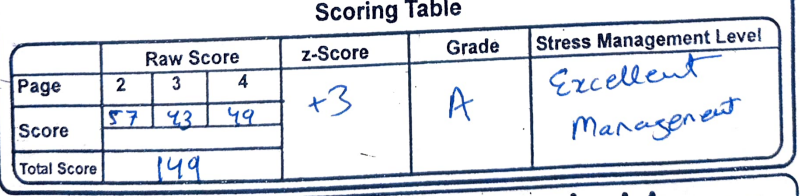 Scoring Table
Raw Score z-Score Grade Stress Management Level
Page 2 3 4 +3 A Excellent Management
Score 57 43 49
Total Score 149